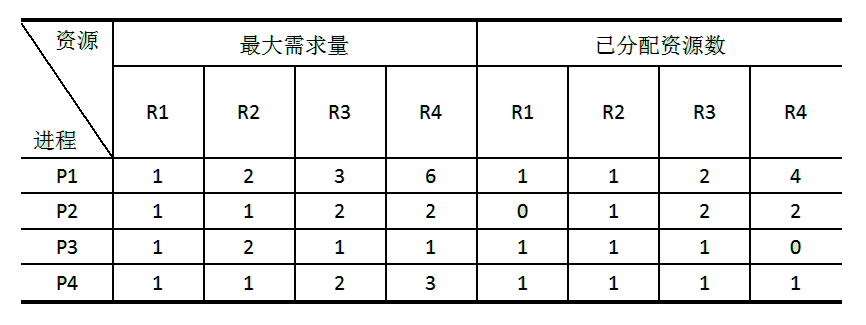 资源 最大需求量 已分配资源数
进程 R1 R2 R3 R4 R1 R2 R3 R4
P1 1 2 3 6 1 1 2 4
P2 1 1 2 2 0 1 2 2
P3 1 2 1 1 1 1 1 0
P4 1 1 2 3 1 1 1 1